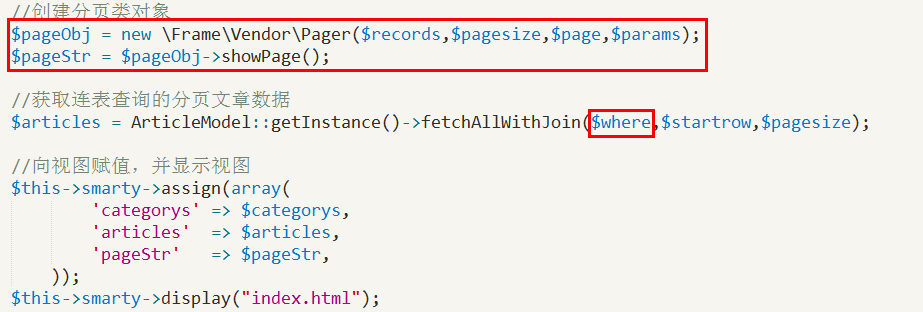 //创建分页类对象
$pageObj = new \Frame\Vendor\Pager($records,$pagesize,$page,$params);
$pageStr = $pageObj->showPage();
//获取连表查询的分页文章数据
$articles = ArticleModel::getInstance()->fetchAllWithJoin($where,$startrow,$pagesize);
//向视图赋值，并显示视图
$this->smarty->assign(array(
'categorys' => $categorys,
'articles'  => $articles,
'pageStr'   => $pageStr,
));
$this->smarty->display("index.html");